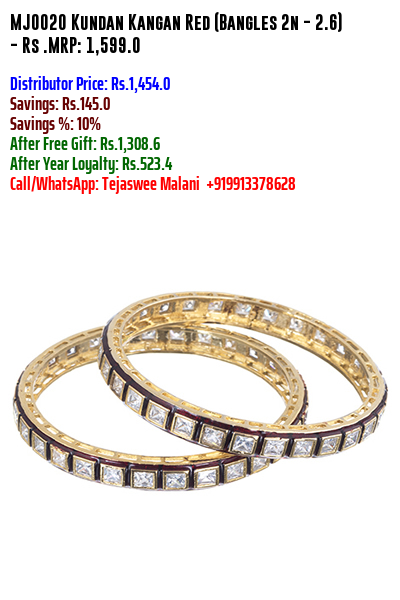 MJ0020 Kundan Kangan Red (Bangles 2n - 2.6)
- Rs .MRP: 1,599.0
Distributor Price: Rs.1,454.0
Savings: Rs.145.0
Savings %: 10%
After Free Gift: Rs.1,308.6
After Year Loyalty: Rs.523.4
Call/WhatsApp: Tejaswee Malani +919913378628